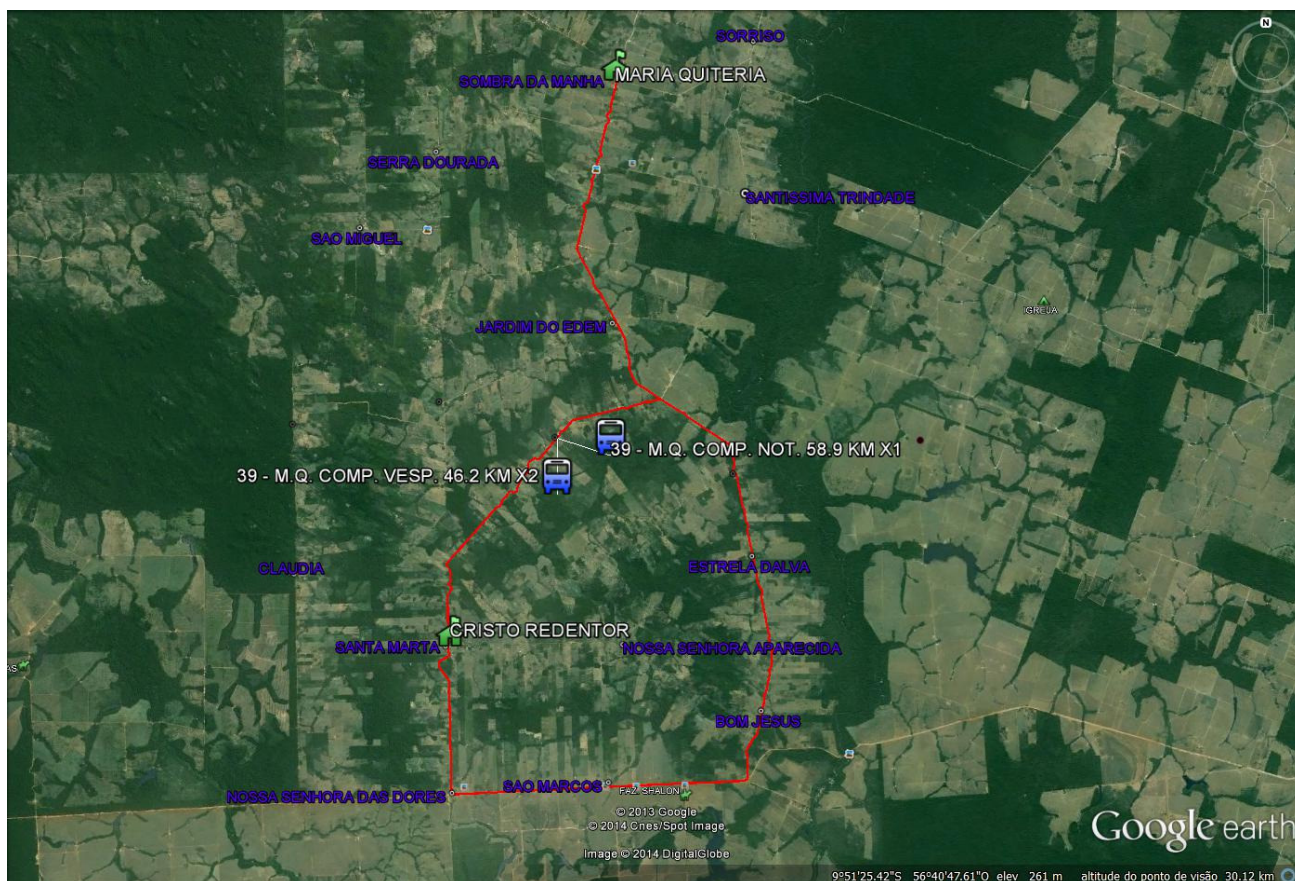 SORRISO
N
MARIA QUITERIA
SOMBRA DA MANHA
SERRA DOURADA
SANTISSIMA TRINDADE
SAO MIGUEL
IGREJA
JARDIM DO EDEM
39 - M.Q. COMP. NOT. 58.9 KM X1
39 - M.Q. COMP. VESP. 46.2 KM X2
CLAUDIA
ESTRELA DALVA
CRISTO REDENTOR
SANTA MARTA
NOSSA SENHORA APARECIDA
AS
BOM JESUS
SAO MARCOS
FAZ. SHALON
NOSSA SENHORA DAS DORES
© 2013 Google
© 2014 Cnes/Spot Image
Image © 2014 DigitalGlobe
Google earth
9°51'25.42"S 56°40'47.61"O elev 261 m altitude do ponto de visão 30.12 km